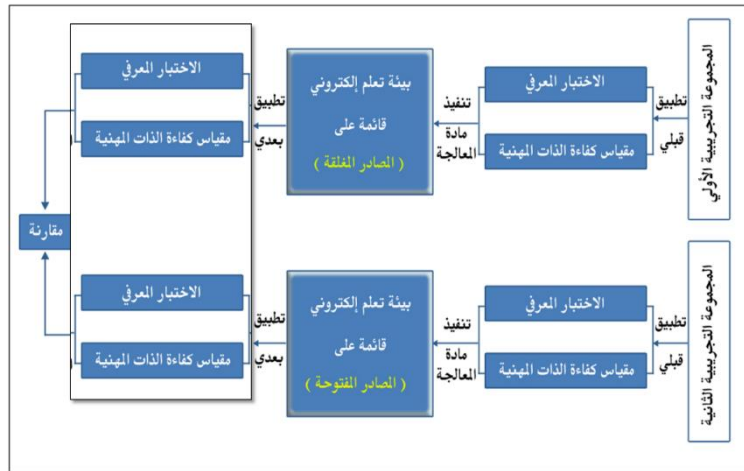 المجموعة التجريبية الأولي
تطبيق
قبلي
الاختبار المعرفي
مقياس كفاءة الذات المهنية
تنفيذ
مادة
المعالجة
بيئة تعلم إلكتروني
قائمة على
( المصادر المغلقة )
تطبيق
بعدي
الاختبار المعرفي
مقياس كفاءة الذات المهنية
مقارنة
المجموعة التجريبية الثانية
تطبيق
قبلي
الاختبار المعرفي
مقياس كفاءة الذات المهنية
تنفيذ
مادة
المعالجة
بيئة تعلم إلكتروني
قائمة على
( المصادر المفتوحة )
تطبيق
بعدي
الاختبار المعرفي
مقياس كفاءة الذات المهنية